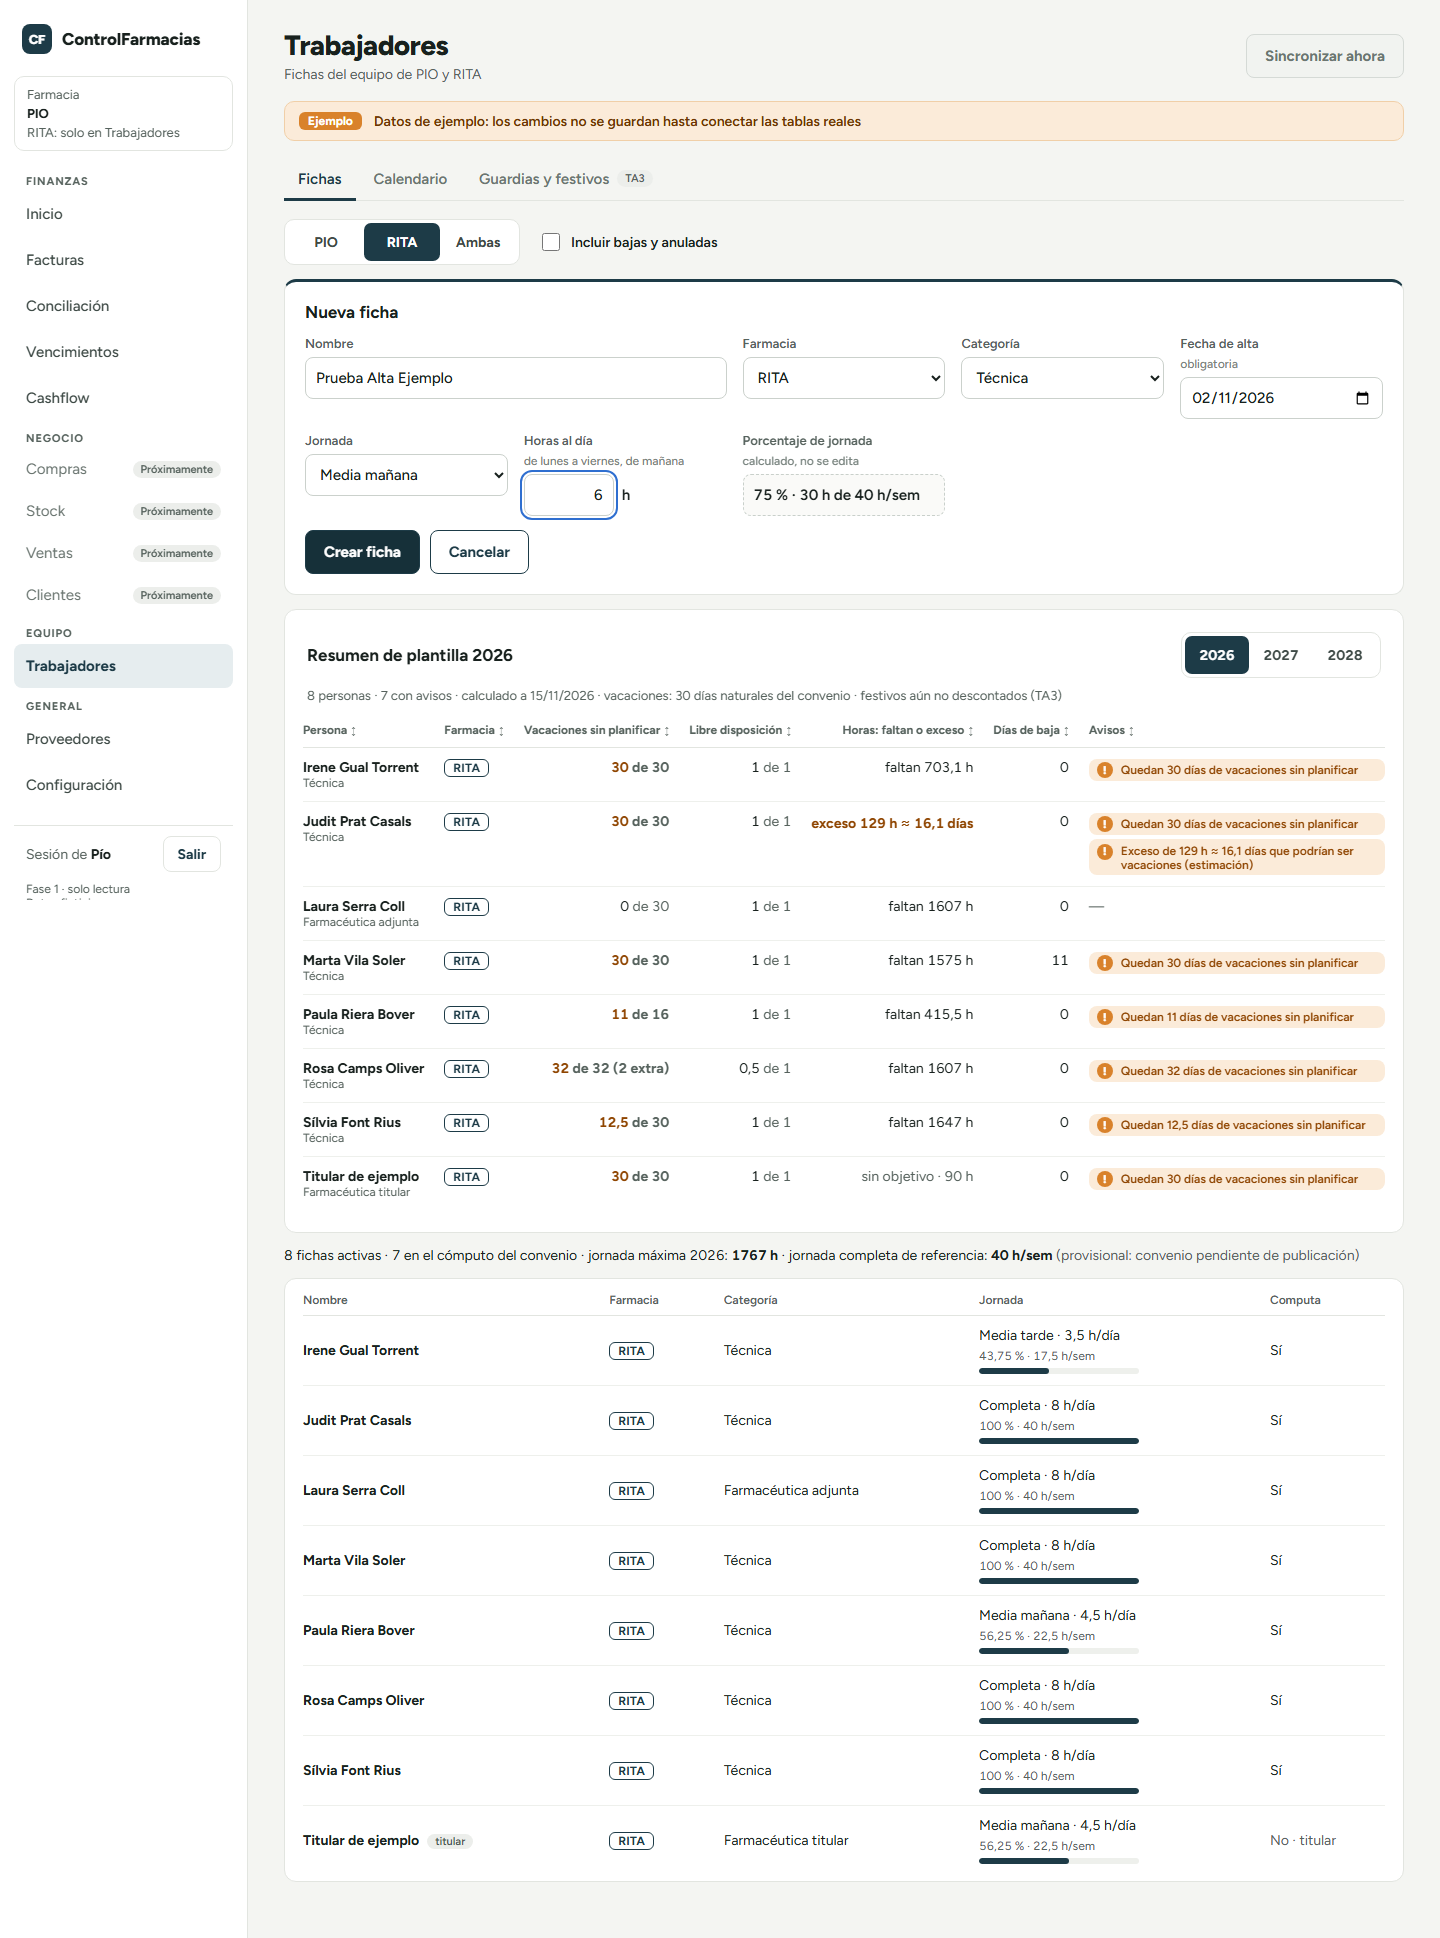 CF ControlFarmacias
Farmacia
PIO
RITA: solo en Trabajadores
FINANZAS
Inicio
Facturas
Conciliación
Vencimientos
Cashflow
NEGOCIO
Compras Próximamente
Stock Próximamente
Ventas Próximamente
Clientes Próximamente
EQUIPO
Trabajadores
GENERAL
Proveedores
Configuración
Sesión de Pío Salir
Fase 1 · solo lectura
Trabajadores
Fichas del equipo de PIO y RITA
Sincronizar ahora
Ejemplo Datos de ejemplo: los cambios no se guardan hasta conectar las tablas reales
Fichas Calendario Guardias y festivos TA3
PIO RITA Ambas Incluir bajas y anuladas
Nueva ficha
Nombre Farmacia Categoría Fecha de alta
obligatoria
Prueba Alta Ejemplo RITA Técnica 02/11/2026
Jornada Horas al día Porcentaje de jornada
de lunes a viernes, de mañana calculado, no se edita
Media mañana 6 h 75 % · 30 h de 40 h/sem
Crear ficha Cancelar
Resumen de plantilla 2026 2026 2027 2028
8 personas · 7 con avisos · calculado a 15/11/2026 · vacaciones: 30 días naturales del convenio · festivos aún no descontados (TA3)
Persona ↕ Farmacia ↕ Vacaciones sin planificar ↕ Libre disposición ↕ Horas: faltan o exceso ↕ Días de baja ↕ Avisos ↕
Irene Gual Torrent RITA 30 de 30 1 de 1 faltan 703,1 h 0 ! Quedan 30 días de vacaciones sin planificar
Técnica
Judit Prat Casals RITA 30 de 30 1 de 1 exceso 129 h ≈ 16,1 días 0 ! Quedan 30 días de vacaciones sin planificar
Técnica
! Exceso de 129 h ≈ 16,1 días que podrían ser
vacaciones (estimación)
Laura Serra Coll RITA 0 de 30 1 de 1 faltan 1607 h 0 —
Farmacéutica adjunta
Marta Vila Soler RITA 30 de 30 1 de 1 faltan 1575 h 11 ! Quedan 30 días de vacaciones sin planificar
Técnica
Paula Riera Bover RITA 11 de 16 1 de 1 faltan 415,5 h 0 ! Quedan 11 días de vacaciones sin planificar
Técnica
Rosa Camps Oliver RITA 32 de 32 (2 extra) 0,5 de 1 faltan 1607 h 0 ! Quedan 32 días de vacaciones sin planificar
Técnica
Sílvia Font Rius RITA 12,5 de 30 1 de 1 faltan 1647 h 0 ! Quedan 12,5 días de vacaciones sin planificar
Técnica
Titular de ejemplo RITA 30 de 30 1 de 1 sin objetivo · 90 h 0 ! Quedan 30 días de vacaciones sin planificar
Farmacéutica titular
8 fichas activas · 7 en el cómputo del convenio · jornada máxima 2026: 1767 h · jornada completa de referencia: 40 h/sem (provisional: convenio pendiente de publicación)
Nombre Farmacia Categoría Jornada Computa
Irene Gual Torrent RITA Técnica Media tarde · 3,5 h/día Sí
43,75 % · 17,5 h/sem
Judit Prat Casals RITA Técnica Completa · 8 h/día Sí
100 % · 40 h/sem
Laura Serra Coll RITA Farmacéutica adjunta Completa · 8 h/día Sí
100 % · 40 h/sem
Marta Vila Soler RITA Técnica Completa · 8 h/día Sí
100 % · 40 h/sem
Paula Riera Bover RITA Técnica Media mañana · 4,5 h/día Sí
56,25 % · 22,5 h/sem
Rosa Camps Oliver RITA Técnica Completa · 8 h/día Sí
100 % · 40 h/sem
Sílvia Font Rius RITA Técnica Completa · 8 h/día Sí
100 % · 40 h/sem
Titular de ejemplo titular RITA Farmacéutica titular Media mañana · 4,5 h/día No · titular
56,25 % · 22,5 h/sem